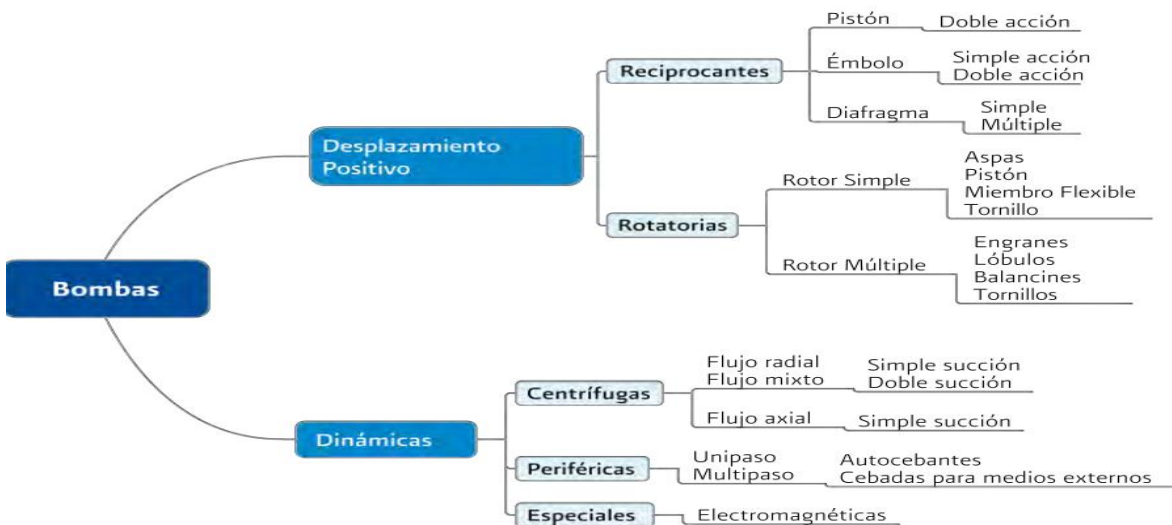 Bombas
Desplazamiento
Positivo
Reciprocantes
Pistón
Doble acción
Émbolo
Simple acción
Doble acción
Diafragma
Simple
Múltiple
Rotatorias
Rotor Simple
Aspas
Pistón
Miembro Flexible
Tornillo
Rotor Múltiple
Engranes
Lóbulos
Balancines
Tornillos
Dinámicas
Centrífugas
Flujo radial
Flujo mixto
Simple succión
Doble succión
Flujo axial
Simple succión
Periféricas
Unipaso
Multipaso
Autocebantes
Cebadas para medios externos
Especiales
Electromagnéticas